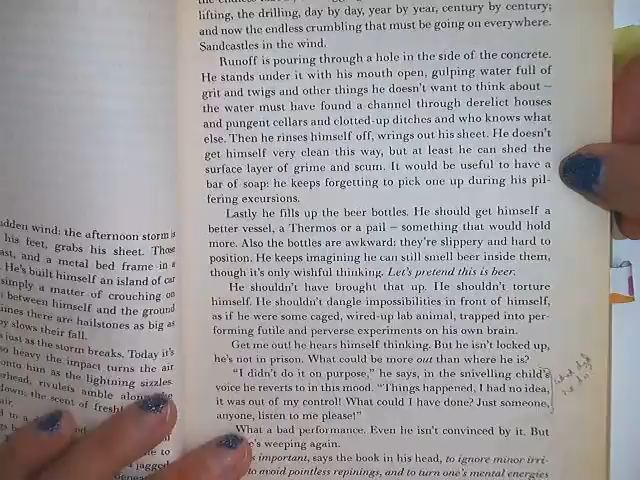 lifting, the drilling, day by day, year by year, century by century;
and now the endless crumbling that must be going on everywhere.
Sandcastles in the wind.
Runoff is pouring through a hole in the side of the concrete.
He stands under it with his mouth open, gulping water full of
grit and twigs and other things he doesn't want to think about –
the water must have found a channel through derelict houses
and pungent cellars and clotted-up ditches and who knows what
else. Then he rinses himself off, wrings out his sheet. He doesn't
get himself very clean this way, but at least he can shed the
surface layer of grime and scum. It would be useful to have a
bar of soap: he keeps forgetting to pick one up during his pil-
fering excursions.
Lastly he fills up the beer bottles. He should get himself a
better vessel, a Thermos or a pail – something that would hold
more. Also the bottles are awkward: they're slippery and hard to
position. He keeps imagining he can still smell beer inside them,
though it's only wishful thinking. Let's pretend this is beer.
He shouldn't have brought that up. He shouldn't torture
himself. He shouldn't dangle impossibilities in front of himself,
as if he were some caged, wired-up lab animal, trapped into per-
forming futile and perverse experiments on his own brain.
Get me out! he hears himself thinking. But he isn't locked up,
he's not in prison. What could be more out than where he is?
"I didn't do it on purpose," he says, in the snivelling child's
voice he reverts to in this mood. "Things happened, I had no idea,
it was out of my control! What could I have done? Just someone,
anyone, listen to me please!"
What a bad performance. Even he isn't convinced by it. But
weeping again.
important, says the book in his head, to ignore minor irri-
to avoid pointless repinings, and to turn one's mental energies
wind: the afternoon storm is
his feet, grabs his sheet. Those
and a metal bed frame in a
He's built himself an island of car
simply a matter of crouching on
between himself and the ground
there are hailstones as big as
slows their fall.
just as the storm breaks. Today it's
so heavy the impact turns the air
onto him as the lightning sizzles
rivulets amble along
down; the scent of